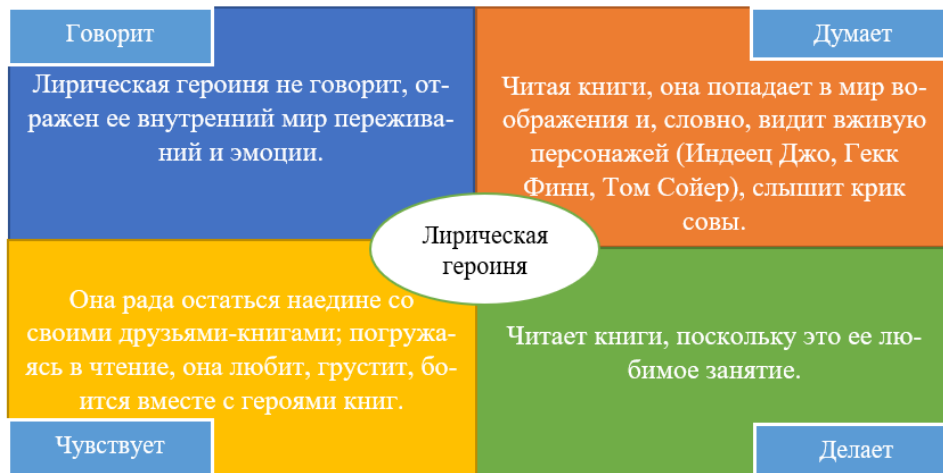 Говорит
Лирическая героиня не говорит, от-
ражен ее внутренний мир пережива-
ний и эмоции.
Думает
Читая книги, она попадает в мир во-
ображения и, словно, видит вживую
персонажей (Индеец Джо, Гекк
Финн, Том Сойер), слышит крик
совы.
Лирическая
героиня
Она рада остаться наедине со
своими друзьями-книгами; погружа-
ясь в чтение, она любит, грустит, бо-
ится вместе с героями книг.
Чувствует
Читает книги, поскольку это ее лю-
бимое занятие.
Делает